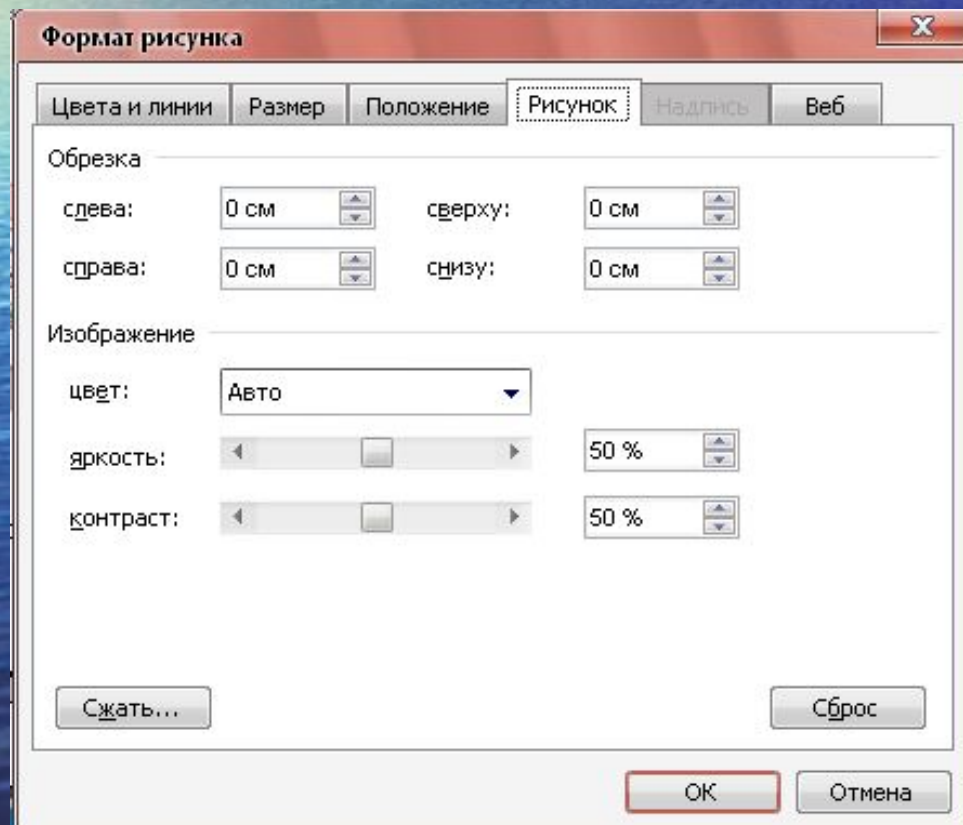 Формат рисунка
Цвета и линии Размер Положение Рисунок Надпись Веб
Обрезка
слева: 0 см сверху: 0 см
справа: 0 см снизу: 0 см
Изображение
цвет: Авто
яркость: 50 %
контраст: 50 %
Сжать... Сброс
ОК Отмена